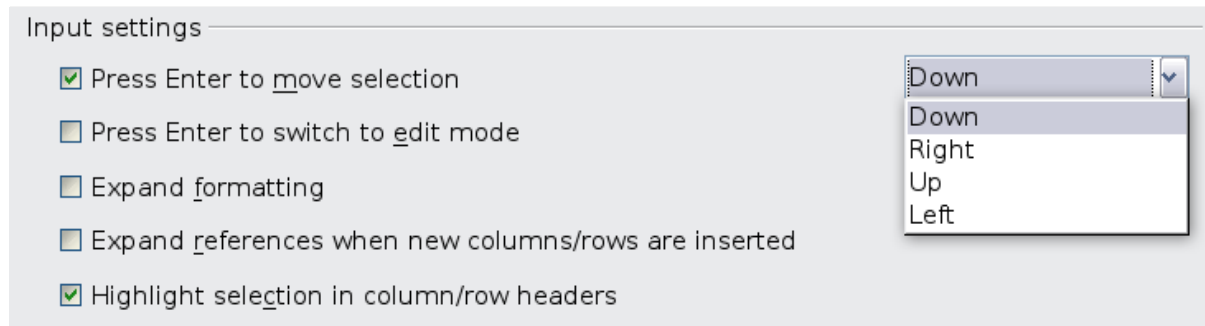 Input settings
Press Enter to move selection
Down
Down
Right
Up
Left
Press Enter to switch to edit mode
Expand formatting
Expand references when new columns/rows are inserted
Highlight selection in column/row headers